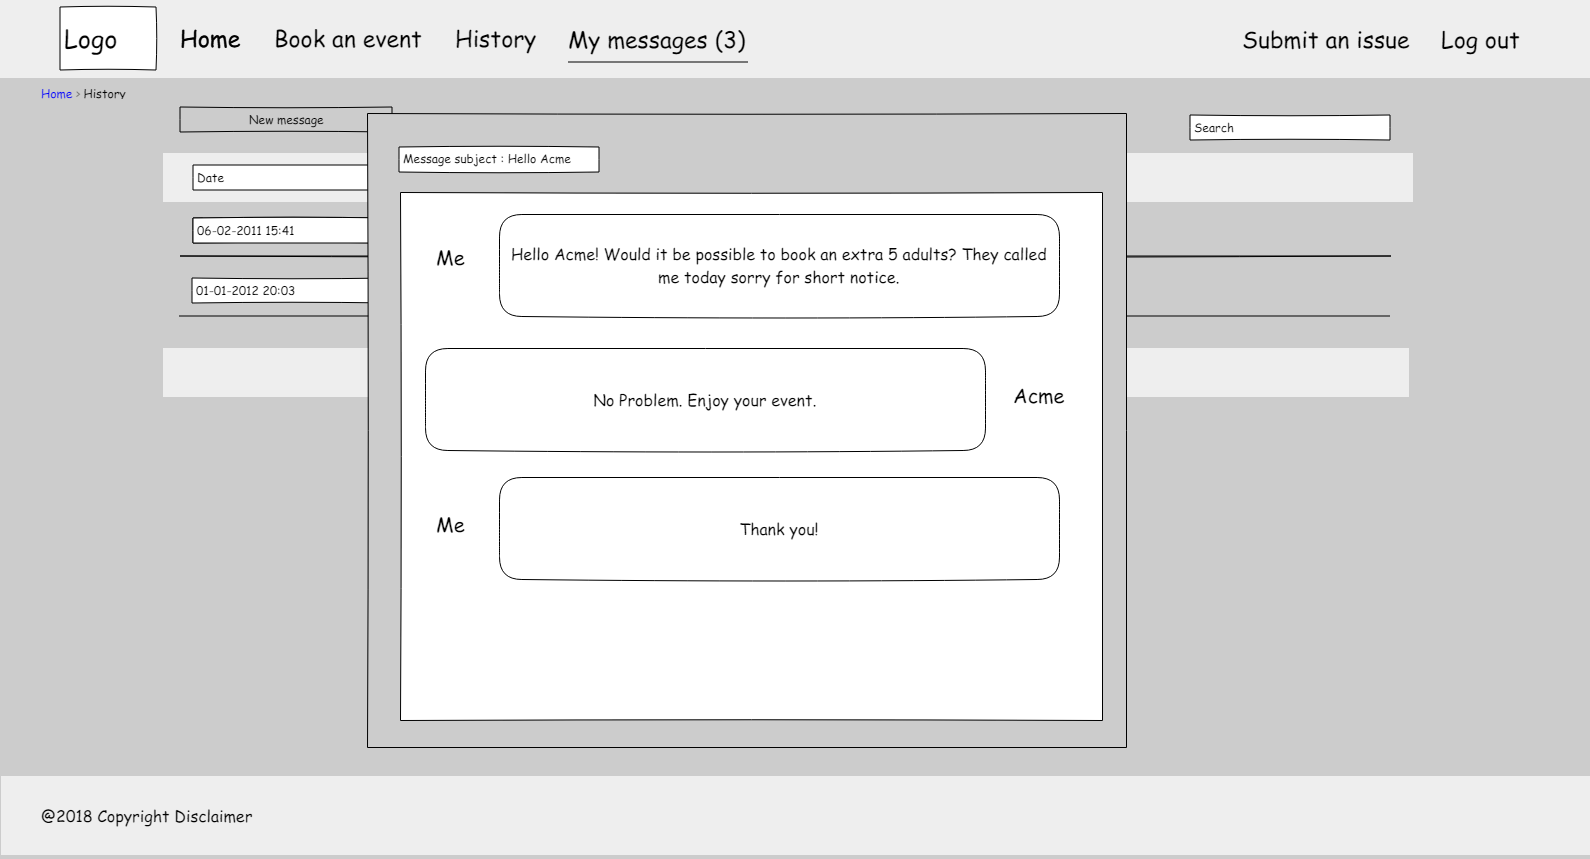 Logo
Home
Book an event
History
My messages (3)
Submit an issue
Log out
Home > History
New message
Search
Message subject : Hello Acme
Date
06-02-2011 15:41
01-01-2012 20:03
Me
Hello Acme! Would it be possible to book an extra 5 adults? They called
me today sorry for short notice.
No Problem. Enjoy your event.
Acme
Me
Thank you!
@2018 Copyright Disclaimer